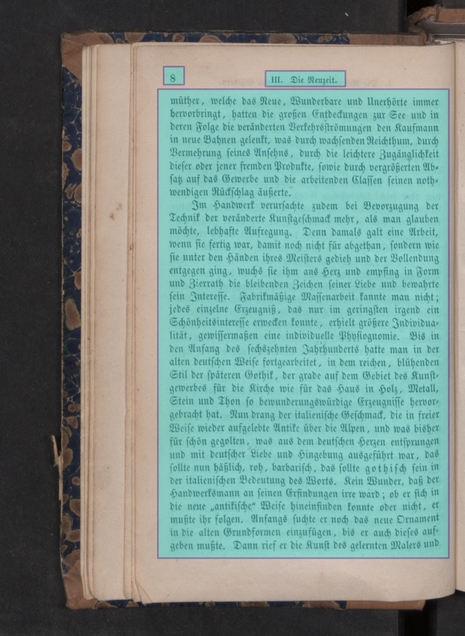 8
III. Die Neuzeit.
müther, welche das Neue, Wunderbare und Unerhörte immer
hervorbringt, hatten die großen Entdeckungen zur See und in
deren Folge die veränderten Verkehrsströmungen den Kaufmann
in neue Bahnen gelenkt, was durch wachsenden Reichthum, durch
Vermehrung seines Ansehns, durch die leichtere Zugänglichkeit
dieser oder jener fremden Produkte, sowie durch vergrößerten Ab-
satz auf das Gewerbe und die arbeitenden Classen seinen noth-
wendigen Rückschlag äußerte.
Im Handwerk verursachte zudem bei Bevorzugung der
Technik der veränderte Kunstgeschmack mehr, als man glauben
möchte, lebhafte Aufregung. Denn damals galt eine Arbeit,
wenn sie fertig war, damit noch nicht für abgethan, sondern wie
sie unter den Händen ihres Meisters gedieh und der Vollendung
entgegen ging, wuchs sie ihm ans Herz und empfing in Form
und Zierrath die bleibenden Zeichen seiner Liebe und bewahrte
sein Interesse. Fabrikmäßige Massenarbeit kannte man nicht;
jedes einzelne Erzeugniß, das nur im geringsten irgend ein
Schönheitsinteresse erwecken konnte, erhielt größere Individua-
lität, gewissermaßen eine individuelle Physiognomie. Bis in
den Anfang des sechszehnten Jahrhunderts hatte man in der
alten deutschen Weise fortgearbeitet, in dem reichen, blühenden
Stil der späteren Gothik, der grade auf dem Gebiet des Kunst-
gewerbes für die Kirche wie für das Haus in Holz, Metall,
Stein und Thon so bewunderungswürdige Erzeugnisse hervor-
gebracht hat. Nun drang der italienische Geschmack, die in freier
Weise wieder aufgelebte Antike über die Alpen, und was bisher
für schön gegolten, was aus dem deutschen Herzen entsprungen
und mit deutscher Liebe und Hingebung ausgeführt war, das
sollte nun häßlich, roh, barbarisch, das sollte gothisch sein in
der italienischen Bedeutung des Worts. Kein Wunder, daß der
Handwerksmann an seinen Erfindungen irre ward; ob er sich in
die neue „antikische“ Weise hineinfinden konnte oder nicht, er
mußte ihr folgen. Anfangs suchte er noch das neue Ornament
in die alten Grundformen einzufügen, bis er auch dieses auf-
geben mußte. Dann rief er die Kunst des gelernten Malers und